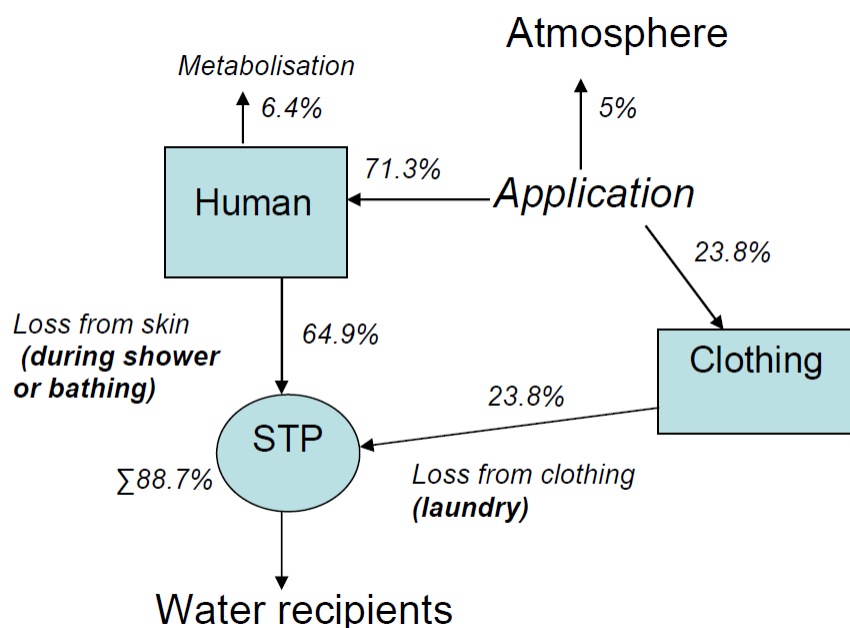 Atmosphere
Metabolisation
6.4%
5%
71.3%
Human
Application
23.8%
Loss from skin
(during shower
or bathing)
64.9%
Clothing
23.8%
STP
∑88.7%
Loss from clothing
(laundry)
Water recipients